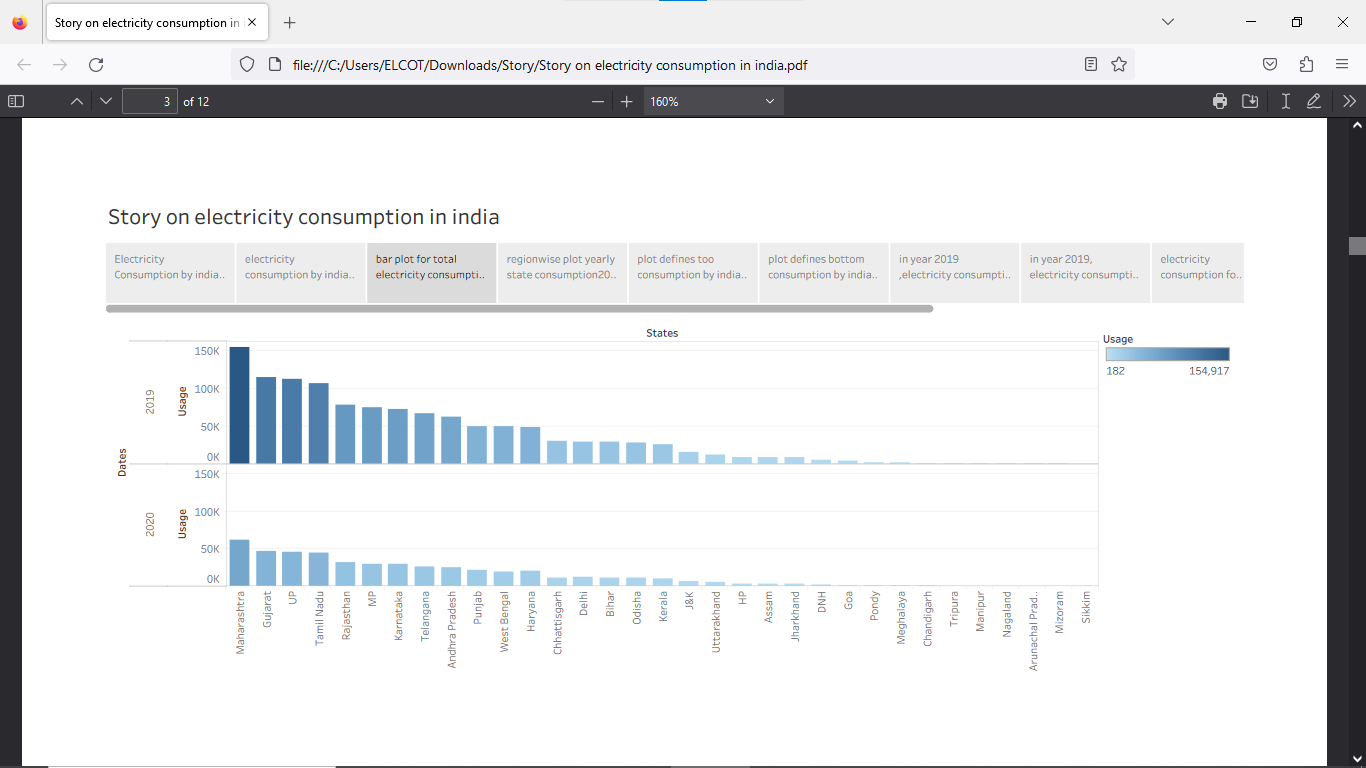 Story on electricity consumption in
file:///C:/Users/ELCOT/Downloads/Story/Story on electricity consumption in india.pdf
3 of 12
160%
Story on electricity consumption in india
Electricity
Consumption by india..
electricity
consumption by india..
bar plot for total
electricity consumpti..
regionwise plot yearly
state consumption20..
plot defines too
consumption by india..
plot defines bottom
consumption by india..
in year 2019
,electricity consumpti..
in year 2019,
electricity consumpti..
electricity
consumption fo..
States
Usage
182 154,917
Dates
2019
Usage
150K
100K
50K
0K
2020
Usage
150K
100K
50K
0K
Maharashtra
Gujarat
UP
Tamil Nadu
Rajasthan
MP
Karnataka
Telangana
Andhra Pradesh
Punjab
West Bengal
Haryana
Chhattisgarh
Delhi
Bihar
Odisha
Kerala
J&K
Uttarakhand
HP
Assam
Jharkhand
DNH
Goa
Pondy
Meghalaya
Chandigarh
Tripura
Manipur
Nagaland
Arunachal Prad..
Mizoram
Sikkim